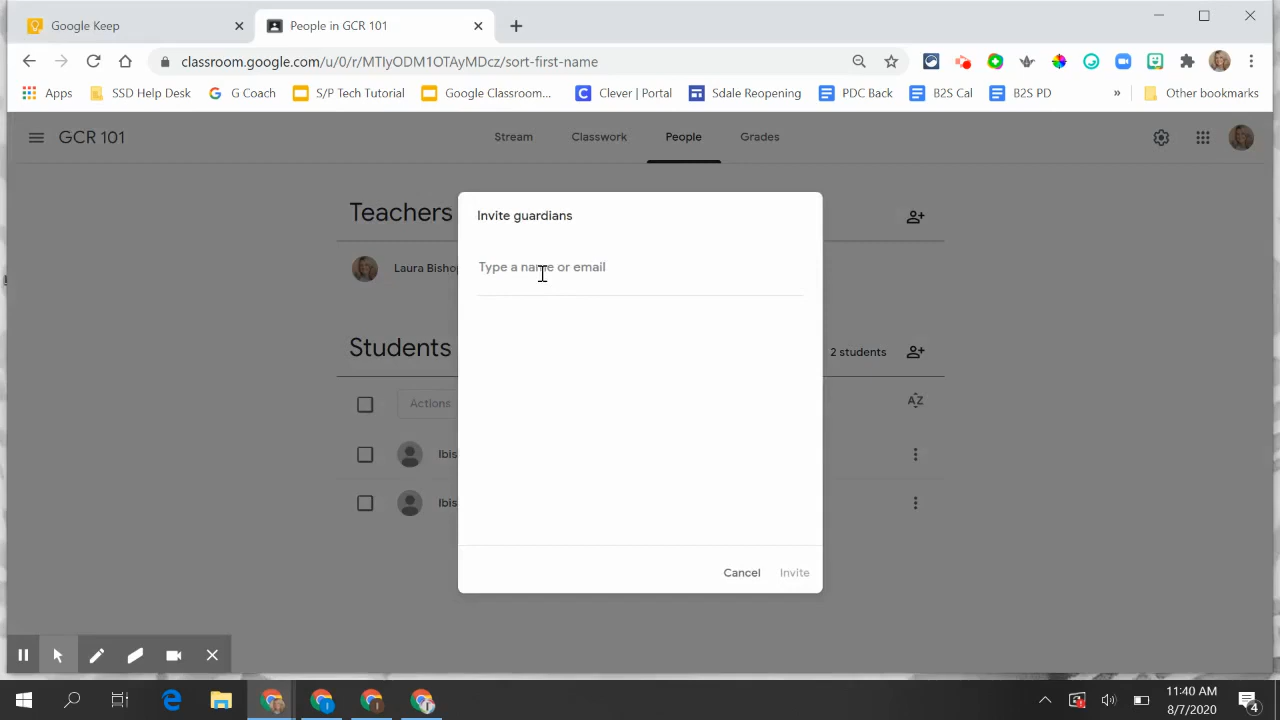 Google Keep
People in GCR 101
classroom.google.com/u/0/r/MTIyODM1OTAyMDcz/sort-first-name
Apps
SSD Help Desk
G Coach
S/P Tech Tutorial
Google Classroom...
Clever | Portal
Sdale Reopening
PDC Back
B2S Cal
B2S PD
»
Other bookmarks
GCR 101
Stream
Classwork
People
Grades
Teachers
Laura Bishop
Invite guardians
Type a name or email
Students
2 students
Actions
AZ
Ibis
Ibis
Cancel
Invite
11:40 AM
8/7/2020
4